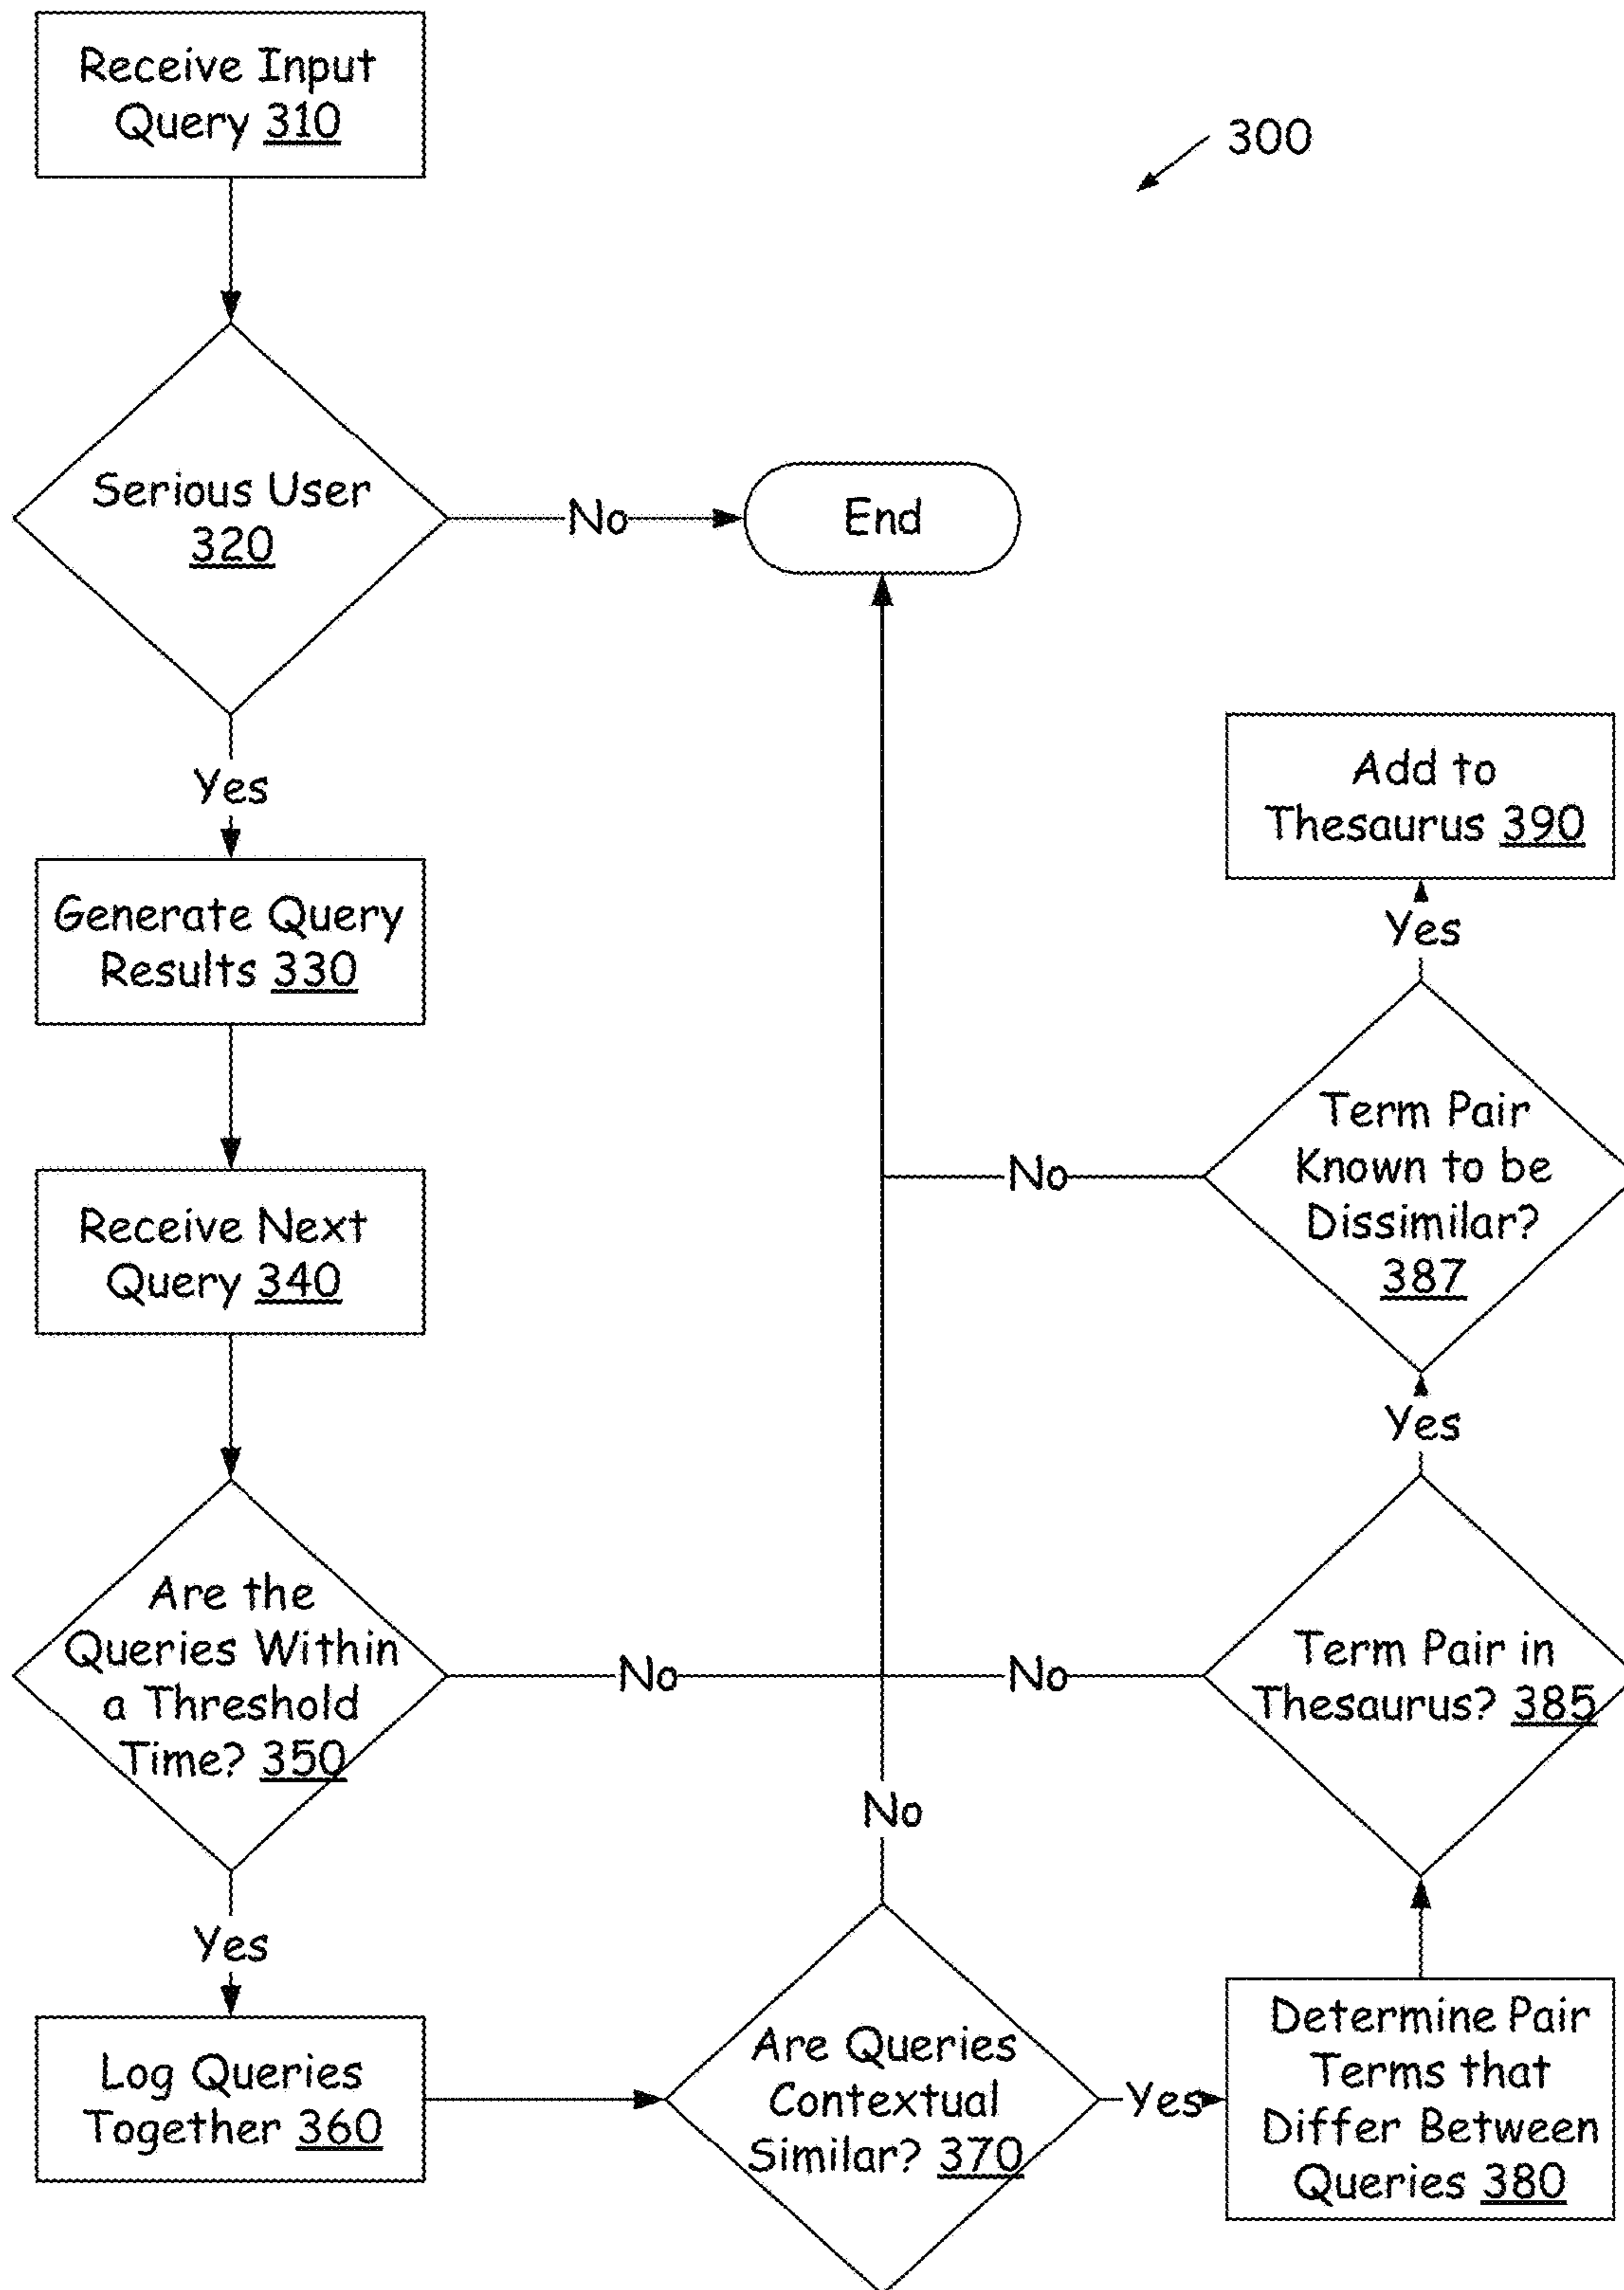 Receive Input
Query 310
300
Serious User
320
No
End
Yes
Generate Query
Results 330
Receive Next
Query 340
Are the
Queries Within
a Threshold
Time? 350
No
Yes
Log Queries
Together 360
Are Queries
Contextual
Similar? 370
No
Yes
Determine Pair
Terms that
Differ Between
Queries 380
Term Pair in
Thesaurus? 385
No
Yes
Term Pair
Known to be
Dissimilar?
387
No
Yes
Add to
Thesaurus 390